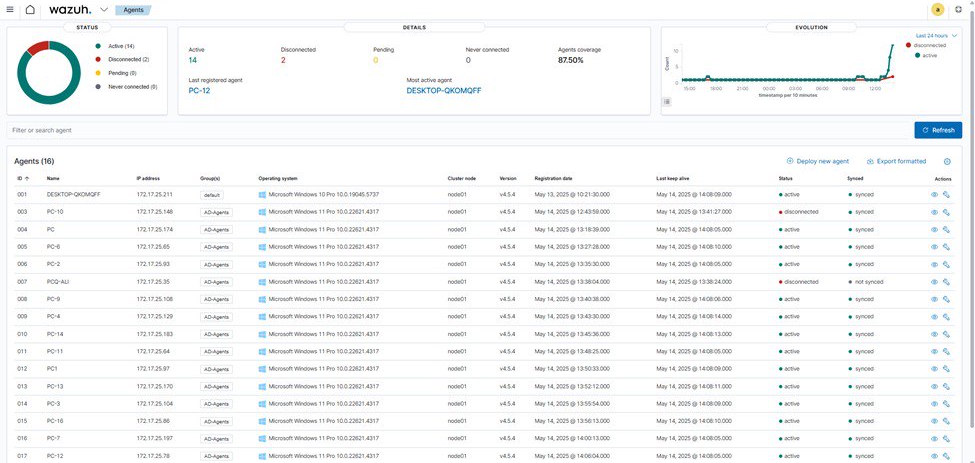 wazuh.
Agents
a
STATUS
Active (14)
Disconnected (2)
Pending (0)
Never connected (0)
DETAILS
Active
14
Disconnected
2
Pending
0
Never connected
0
Agents coverage
87.50%
Last registered agent
PC-12
Most active agent
DESKTOP-QKOMQFF
EVOLUTION
Last 24 hours
disconnected
active
Count
10
5
0
15:00 18:00 21:00 00:00 03:00 06:00 09:00 12:00
timestamp per 10 minutes
Filter or search agent
Refresh
Agents (16)
Deploy new agent
Export formatted
ID Name IP address Group(s) Operating system Cluster node Version Registration date Last keep alive Status Synced Actions
001 DESKTOP-QKOMQFF 172.17.25.211 default Microsoft Windows 10 Pro 10.0.19045.5737 node01 v4.5.4 May 13, 2025 @ 10:21:30.000 May 14, 2025 @ 14:08:09.000 active synced
003 PC-10 172.17.25.146 AD-Agents Microsoft Windows 11 Pro 10.0.22621.4317 node01 v4.5.4 May 14, 2025 @ 12:43:59.000 May 14, 2025 @ 13:41:27.000 disconnected synced
004 PC 172.17.25.174 AD-Agents Microsoft Windows 11 Pro 10.0.22621.4317 node01 v4.5.4 May 14, 2025 @ 13:18:39.000 May 14, 2025 @ 14:08:05.000 active synced
005 PC-6 172.17.25.65 AD-Agents Microsoft Windows 11 Pro 10.0.22621.4317 node01 v4.5.4 May 14, 2025 @ 13:27:28.000 May 14, 2025 @ 14:08:10.000 active synced
006 PC-2 172.17.25.93 AD-Agents Microsoft Windows 11 Pro 10.0.22621.4317 node01 v4.5.4 May 14, 2025 @ 13:35:30.000 May 14, 2025 @ 14:08:05.000 active synced
007 PCQ-ALI 172.17.25.35 AD-Agents Microsoft Windows 11 Pro 10.0.22621.4317 node01 v4.5.4 May 14, 2025 @ 13:38:04.000 May 14, 2025 @ 13:38:24.000 disconnected not synced
008 PC-9 172.17.25.108 AD-Agents Microsoft Windows 11 Pro 10.0.22621.4317 node01 v4.5.4 May 14, 2025 @ 13:40:38.000 May 14, 2025 @ 14:08:06.000 active synced
009 PC-4 172.17.25.129 AD-Agents Microsoft Windows 11 Pro 10.0.22621.4317 node01 v4.5.4 May 14, 2025 @ 13:43:30.000 May 14, 2025 @ 14:08:14.000 active synced
010 PC-14 172.17.25.183 AD-Agents Microsoft Windows 11 Pro 10.0.22621.4317 node01 v4.5.4 May 14, 2025 @ 13:45:36.000 May 14, 2025 @ 14:08:13.000 active synced
011 PC-11 172.17.25.64 AD-Agents Microsoft Windows 11 Pro 10.0.22621.4317 node01 v4.5.4 May 14, 2025 @ 13:48:25.000 May 14, 2025 @ 14:08:05.000 active synced
012 PC1 172.17.25.97 AD-Agents Microsoft Windows 11 Pro 10.0.22621.4317 node01 v4.5.4 May 14, 2025 @ 13:50:33.000 May 14, 2025 @ 14:08:09.000 active synced
013 PC-13 172.17.25.170 AD-Agents Microsoft Windows 11 Pro 10.0.22621.4317 node01 v4.5.4 May 14, 2025 @ 13:52:12.000 May 14, 2025 @ 14:08:11.000 active synced
014 PC-3 172.17.25.104 AD-Agents Microsoft Windows 11 Pro 10.0.22621.4317 node01 v4.5.4 May 14, 2025 @ 13:55:54.000 May 14, 2025 @ 14:08:09.000 active synced
015 PC-16 172.17.25.86 AD-Agents Microsoft Windows 11 Pro 10.0.22621.4317 node01 v4.5.4 May 14, 2025 @ 13:58:13.000 May 14, 2025 @ 14:08:10.000 active synced
016 PC-7 172.17.25.197 AD-Agents Microsoft Windows 11 Pro 10.0.22621.4317 node01 v4.5.4 May 14, 2025 @ 14:00:13.000 May 14, 2025 @ 14:08:05.000 active synced
017 PC-12 172.17.25.78 AD-Agents Microsoft Windows 11 Pro 10.0.22621.4317 node01 v4.5.4 May 14, 2025 @ 14:06:04.000 May 14, 2025 @ 14:08:05.000 active synced